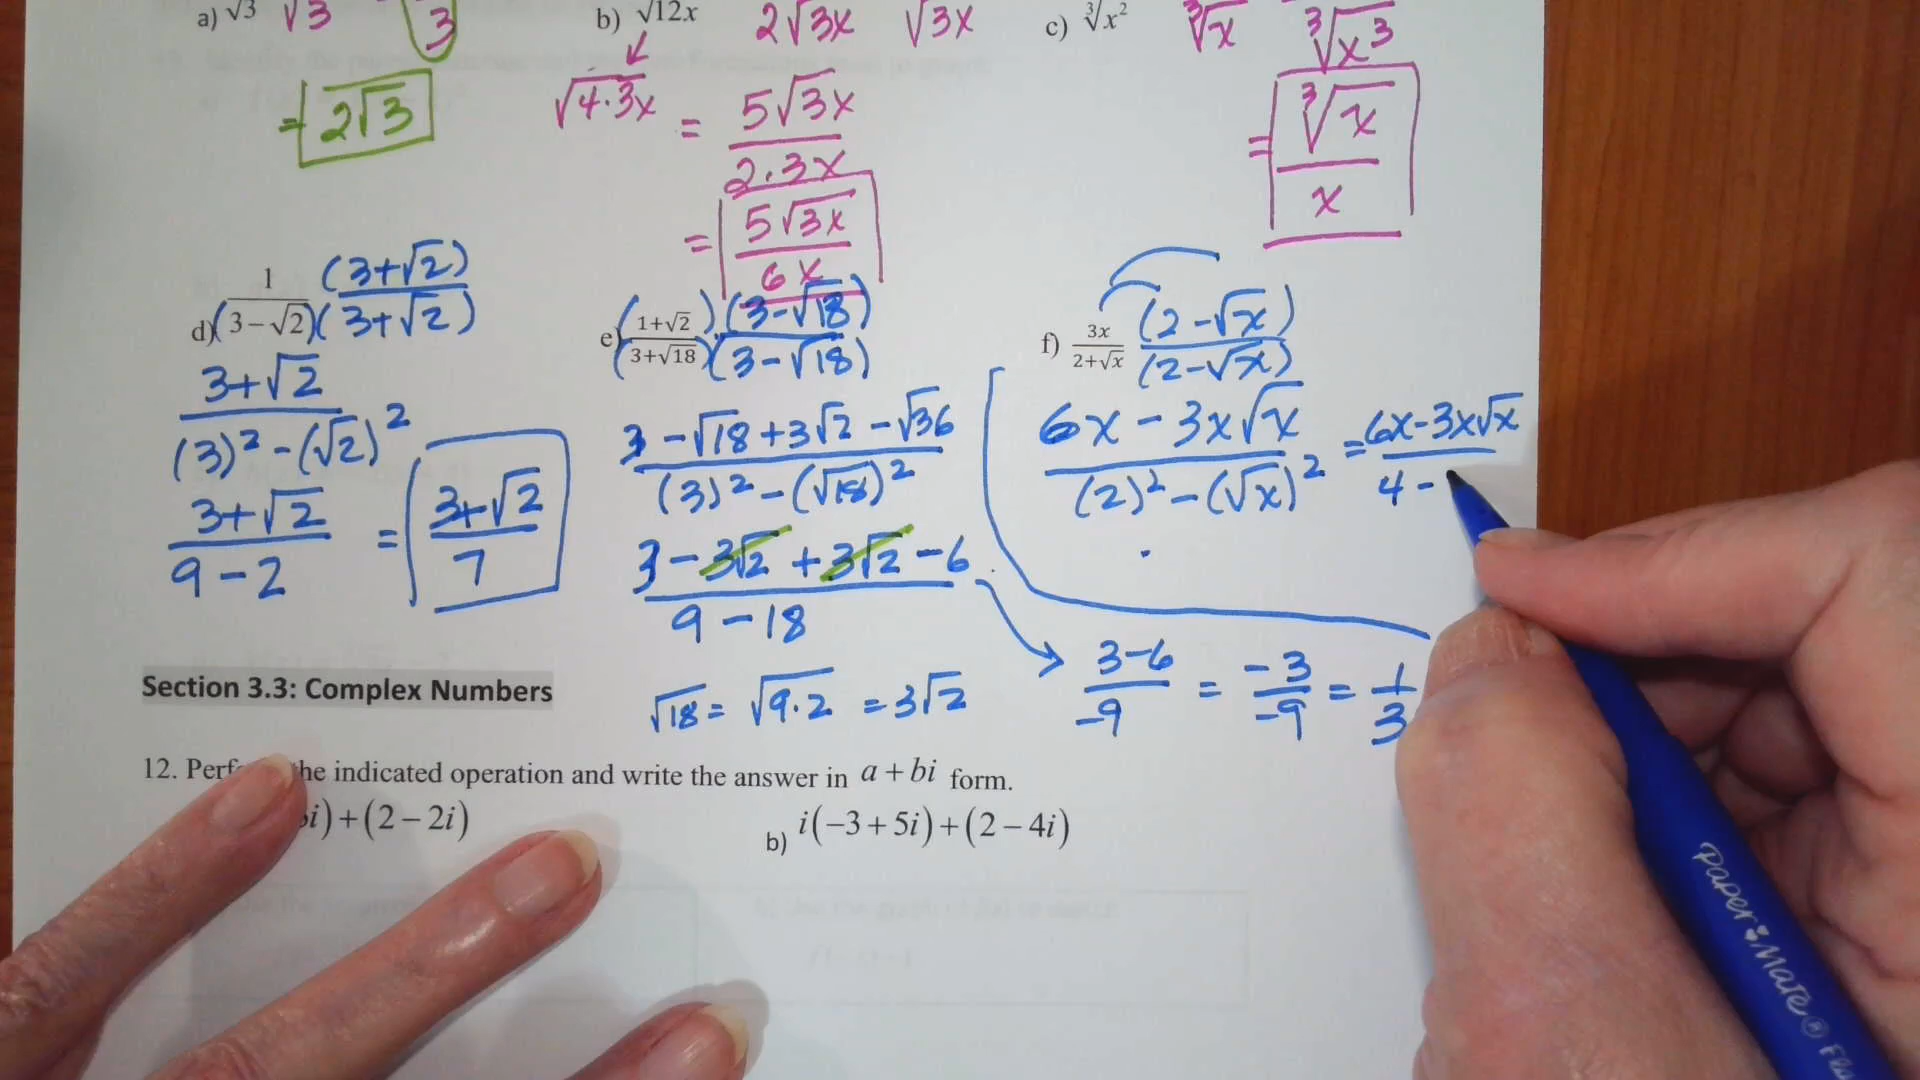 a) √3 √3 3
= 2√3
b) √12x 2√3x √3x
√4·3x = 5√3x / 2·3x
= 5√3x / 6x
c) ∛x² ∛x ∛x³
= ∛x / x
d) 1 / (3-√2) (3+√2) / (3+√2)
3+√2 / (3)² - (√2)²
3+√2 / 9-2 = 3+√2 / 7
e) (1+√2) / (3+√18) · (3-√18) / (3-√18)
3 - √18 + 3√2 - √36 / (3)² - (√18)²
3 - 3√2 + 3√2 - 6 / 9 - 18
√18 = √9·2 = 3√2
3-6 / -9 = -3 / -9 = 1 / 3
f) 3x / 2+√x (2-√x) / (2-√x)
6x - 3x√x / (2)² - (√x)² = 6x-3x√x / 4 -
Section 3.3: Complex Numbers
12. the indicated operation and write the answer in a + bi form.
i) + (2 - 2i)
b) i(-3 + 5i) + (2 - 4i)
Paper Mate®